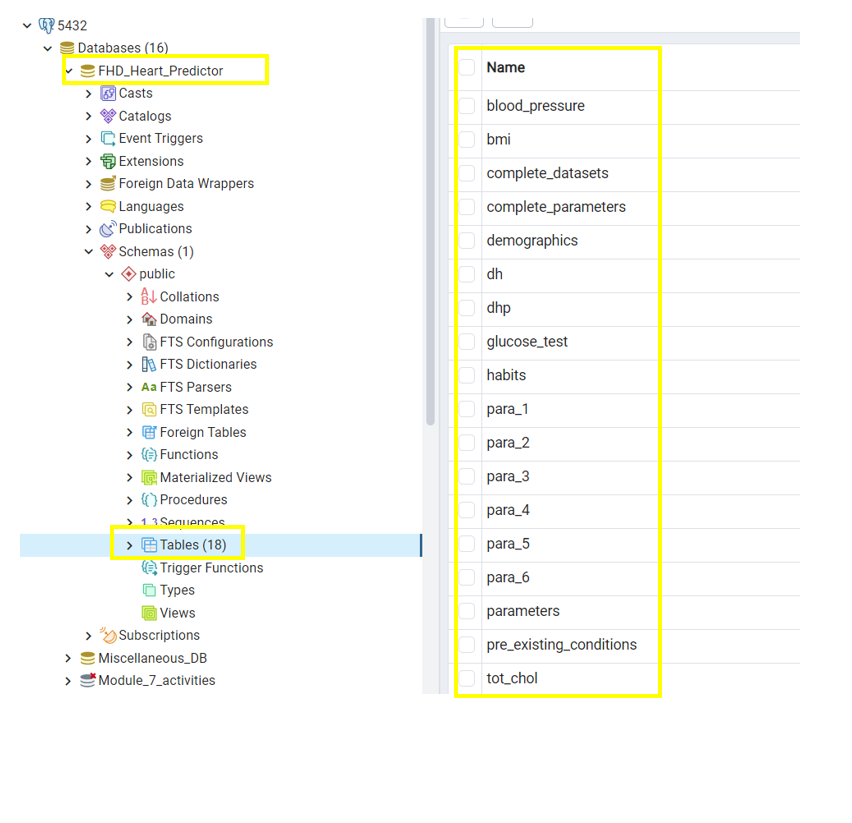 5432
Databases (16)
FHD_Heart_Predictor
Casts
Catalogs
Event Triggers
Extensions
Foreign Data Wrappers
Languages
Publications
Schemas (1)
public
Collations
Domains
FTS Configurations
FTS Dictionaries
Aa FTS Parsers
FTS Templates
Foreign Tables
Functions
Materialized Views
Procedures
1..3 Sequences
Tables (18)
Trigger Functions
Types
Views
Subscriptions
Miscellaneous_DB
Module_7_activities
Name
blood_pressure
bmi
complete_datasets
complete_parameters
demographics
dh
dhp
glucose_test
habits
para_1
para_2
para_3
para_4
para_5
para_6
parameters
pre_existing_conditions
tot_chol